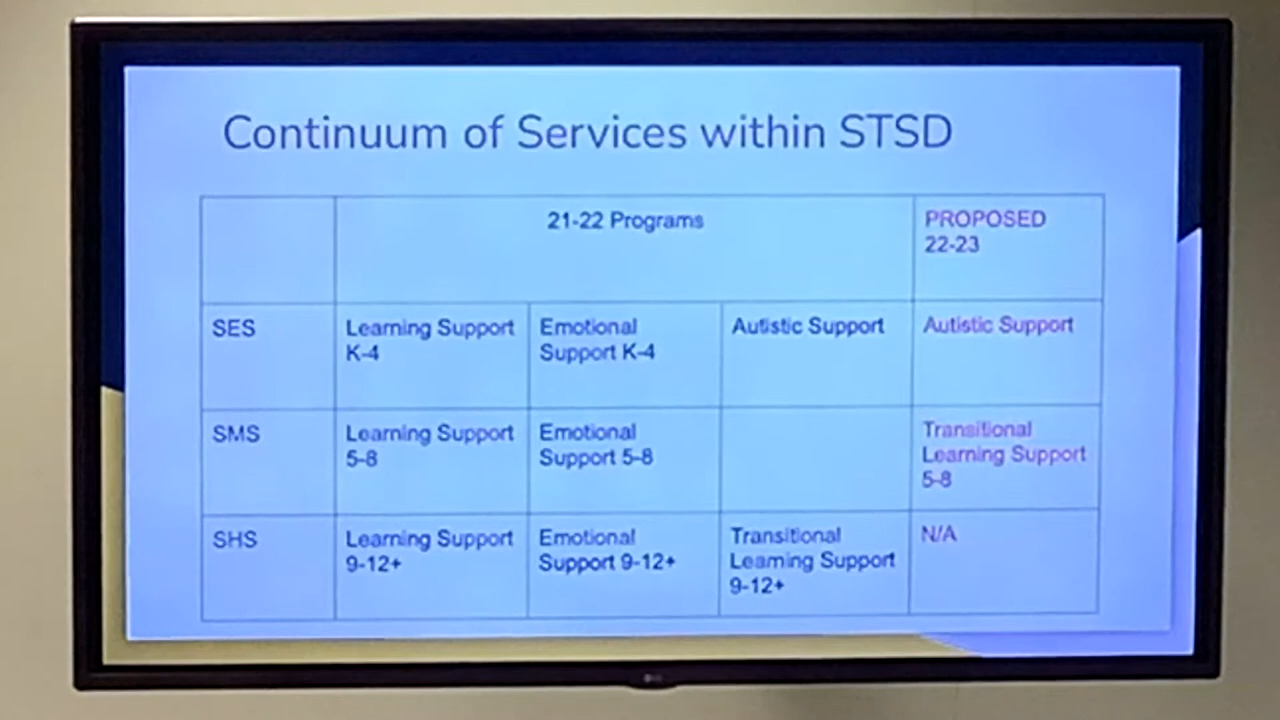 Continuum of Services within STSD
21-22 Programs
PROPOSED
22-23
SES
Learning Support
K-4
Emotional
Support K-4
Autistic Support
Autistic Support
SMS
Learning Support
5-8
Emotional
Support 5-8
Transitional
Learning Support
5-8
SHS
Learning Support
9-12+
Emotional
Support 9-12+
Transitional
Learning Support
9-12+
N/A
LG